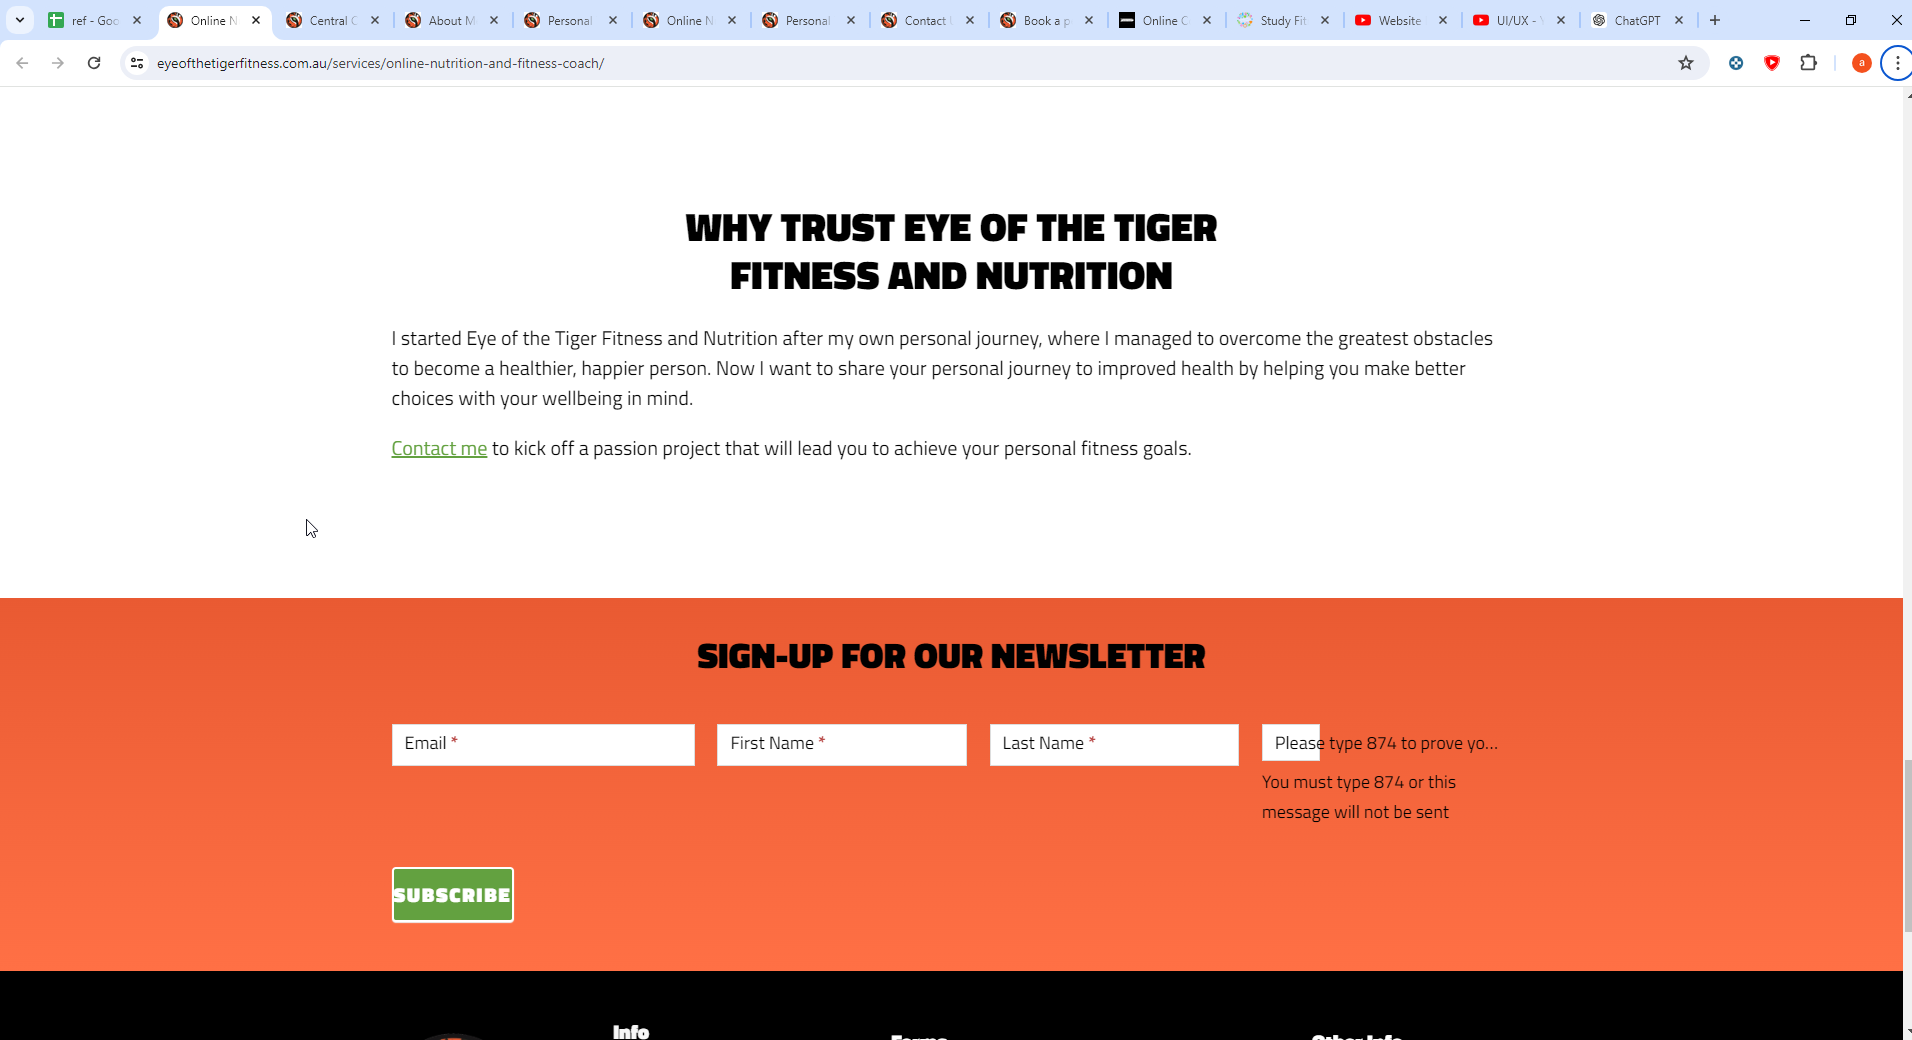 ref - Goo
Online N
Central C
About M
Personal
Online N
Personal
Contact
Book a p
Online C
Study Fit
Website
UI/UX -
ChatGPT
eyeofthetigerfitness.com.au/services/online-nutrition-and-fitness-coach/
a
WHY TRUST EYE OF THE TIGER
FITNESS AND NUTRITION
I started Eye of the Tiger Fitness and Nutrition after my own personal journey, where I managed to overcome the greatest obstacles
to become a healthier, happier person. Now I want to share your personal journey to improved health by helping you make better
choices with your wellbeing in mind.
Contact me to kick off a passion project that will lead you to achieve your personal fitness goals.
SIGN-UP FOR OUR NEWSLETTER
Email *
First Name *
Last Name *
Please type 874 to prove yo...
You must type 874 or this
message will not be sent
SUBSCRIBE
Info
Forms
Other Info